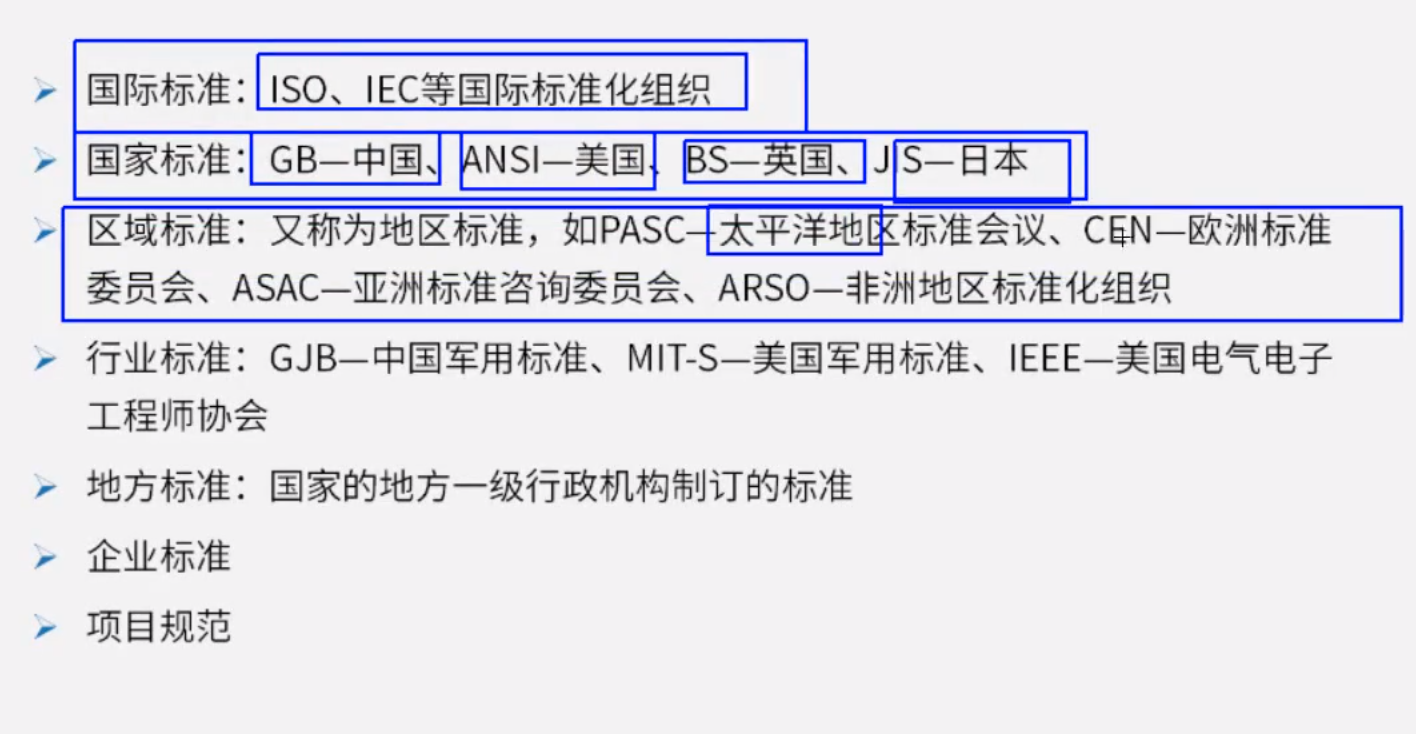 国际标准：ISO、IEC等国际标准化组织
国家标准：GB—中国、ANSI—美国、BS—英国、JIS—日本
区域标准：又称为地区标准，如PASC—太平洋地区标准会议、CEN—欧洲标准
委员会、ASAC—亚洲标准咨询委员会、ARSO—非洲地区标准化组织
行业标准：GJB—中国军用标准、MIT-S—美国军用标准、IEEE—美国电气电子
工程师协会
地方标准：国家的地方一级行政机构制订的标准
企业标准
项目规范